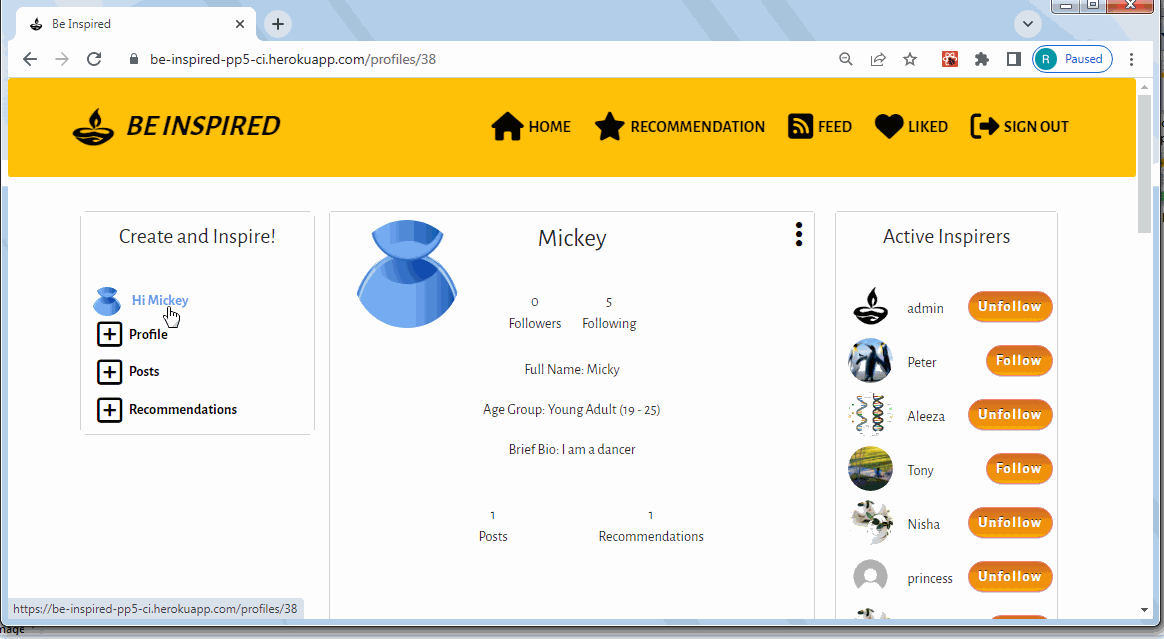 Be Inspired
be-inspired-pp5-ci.herokuapp.com/profiles/38
R Paused
BE INSPIRED
HOME
RECOMMENDATION
FEED
LIKED
SIGN OUT
Create and Inspire!
Hi Mickey
Profile
Posts
Recommendations
Mickey
0 5
Followers Following
Full Name: Micky
Age Group: Young Adult (19 - 25)
Brief Bio: I am a dancer
1 1
Posts Recommendations
Active Inspirers
admin Unfollow
Peter Follow
Aleeza Unfollow
Tony Follow
Nisha Unfollow
princess Unfollow
https://be-inspired-pp5-ci.herokuapp.com/profiles/38